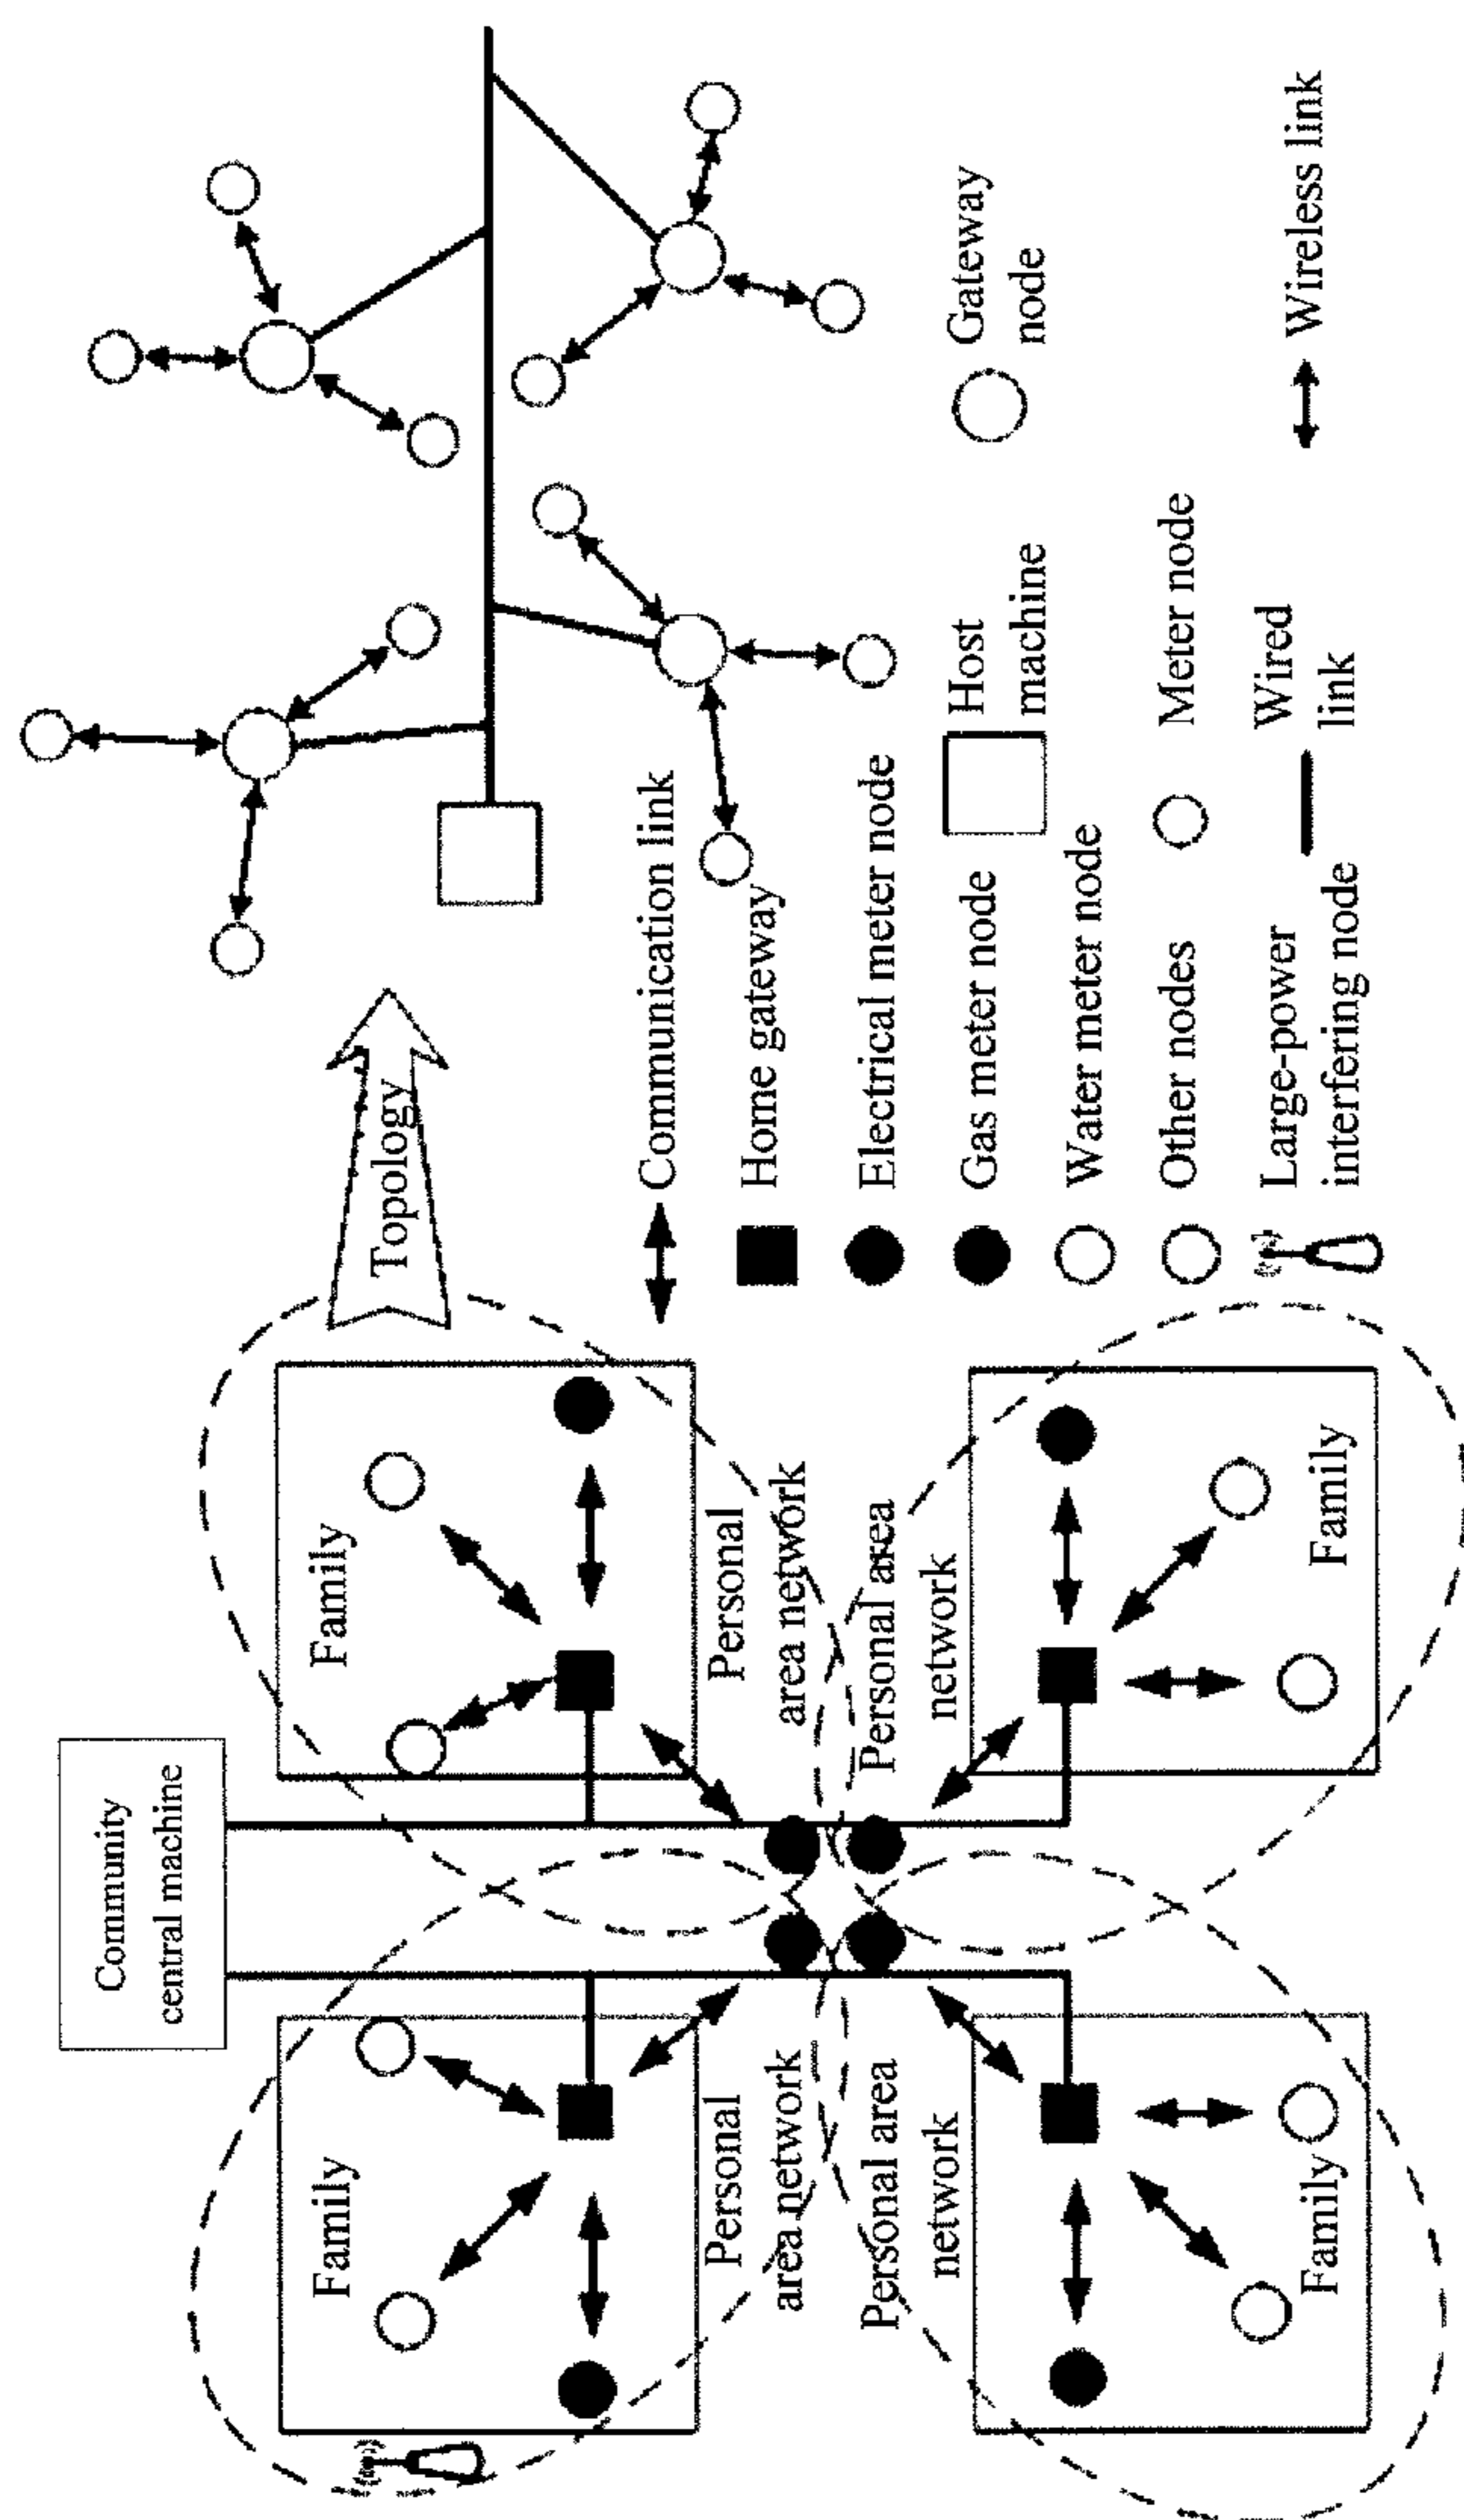 Community
central machine
Family
Family
Personal
area network
Personal
area network
Personal area
network
Personal area
network
Family
Family
Topology
Communication link
Home gateway
Electrical meter node
Gas meter node
Water meter node
Other nodes
Large-power
interfering node
Host
machine
Gateway
node
Meter node
Wired
link
Wireless link